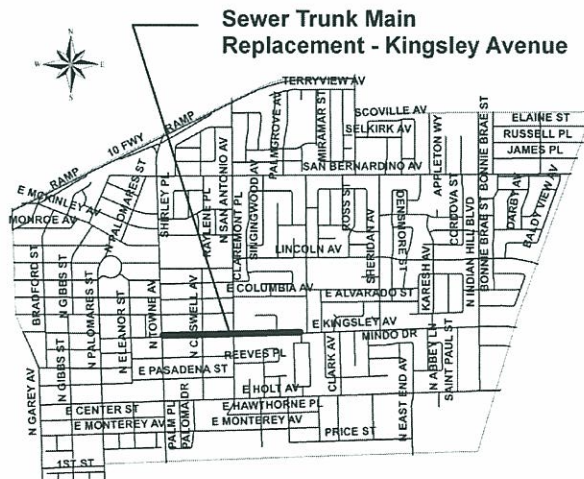 Sewer Trunk Main
Replacement - Kingsley Avenue
N
W
E
S
TERRYVIEW AV
RAMP
10 FWY
RAMP
PALMGROVE AV
MIRAMAR ST
SCOVILLE AV
SELKIRK AV
SAN BERNARDINO AV
APPLETON WY
BONNIE BRAE ST
ELAINE ST
RUSSELL PL
JAMES PL
E MCKINLEY AV
MONROE AV
N PALOMARES ST
SHIRLEY PL
RAYLENE PL
N SAN ANTONIO AV
CLAREMONT PL
SINGINGWOOD AV
ROSS ST
SHERIDAN AV
DENSMORE ST
CORDOVA ST
DARBY AV
BALDY VIEW AV
LINCOLN AV
BRADFORD ST
N GIBBS ST
N PALOMARES ST
N ELEANOR ST
N TOWNE AV
N CASWELL AV
E COLUMBIA AV
E ALVARADO ST
KARESH AV
N INDIAN HILL BLVD
BONNIE BRAE ST
E KINGSLEY AV
MINDO DR
REEVES PL
E PASADENA ST
CLARK AV
N ABBEY LN
SAINT PAUL ST
N GAREY AV
N GIBBS ST
E HOLT AV
E CENTER ST
E HAWTHORNE PL
E MONTEREY AV
PALM PL
PALOMA DR
E MONTEREY AV
PRICE ST
N EAST END AV
1ST ST